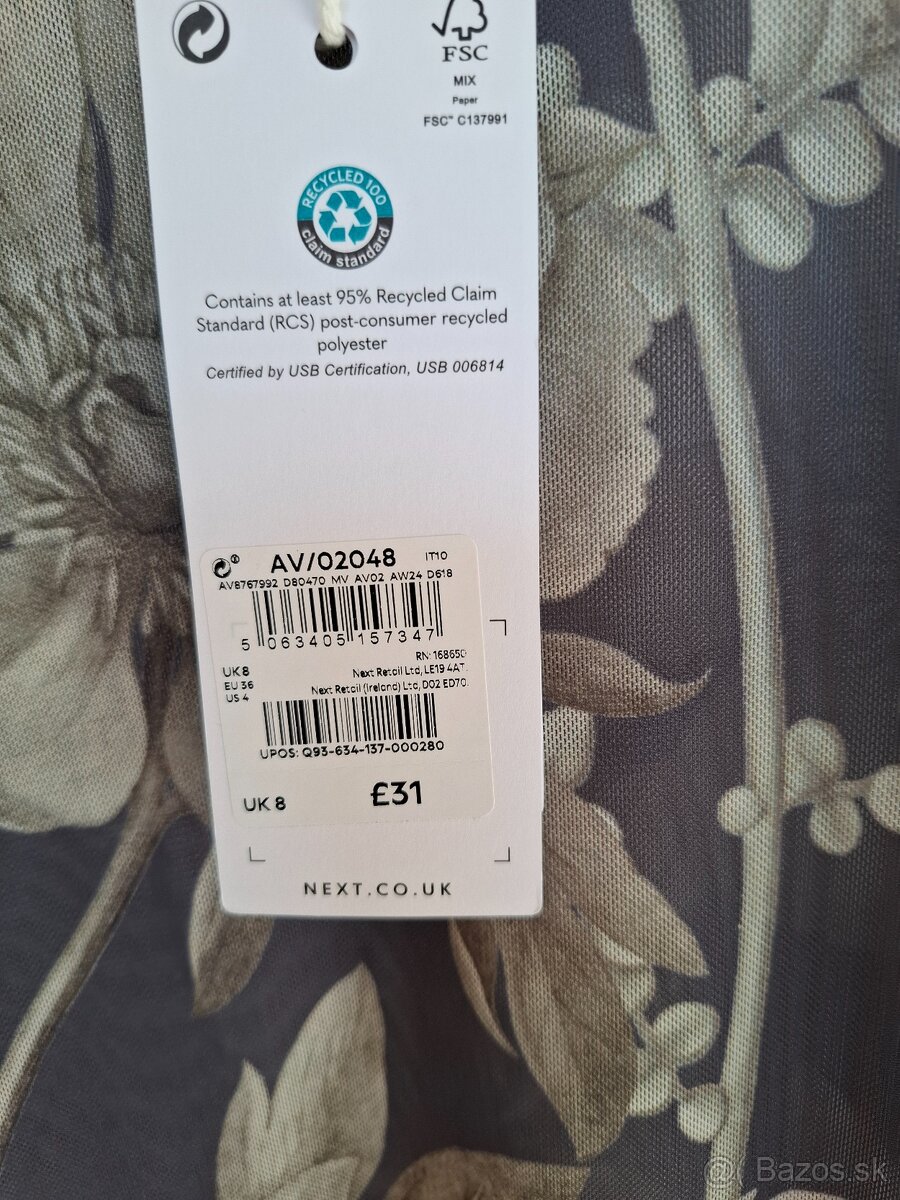 FSC
MIX
Paper
FSC™ C137991
RECYCLED 100
claim standard
Contains at least 95% Recycled Claim
Standard (RCS) post-consumer recycled
polyester
Certified by USB Certification, USB 006814
AV/02048 IT10
AV8767992 D80470 MV AV02 AW24 D618
5 063405 157347
RN: 168650
UK 8 Next Retail Ltd, LE19 4AT.
EU 36 Next Retail (Ireland) Ltd, D02 ED70.
US 4
UPOS: Q93-634-137-000280
UK 8 £31
NEXT.CO.UK
@ Bazos.sk